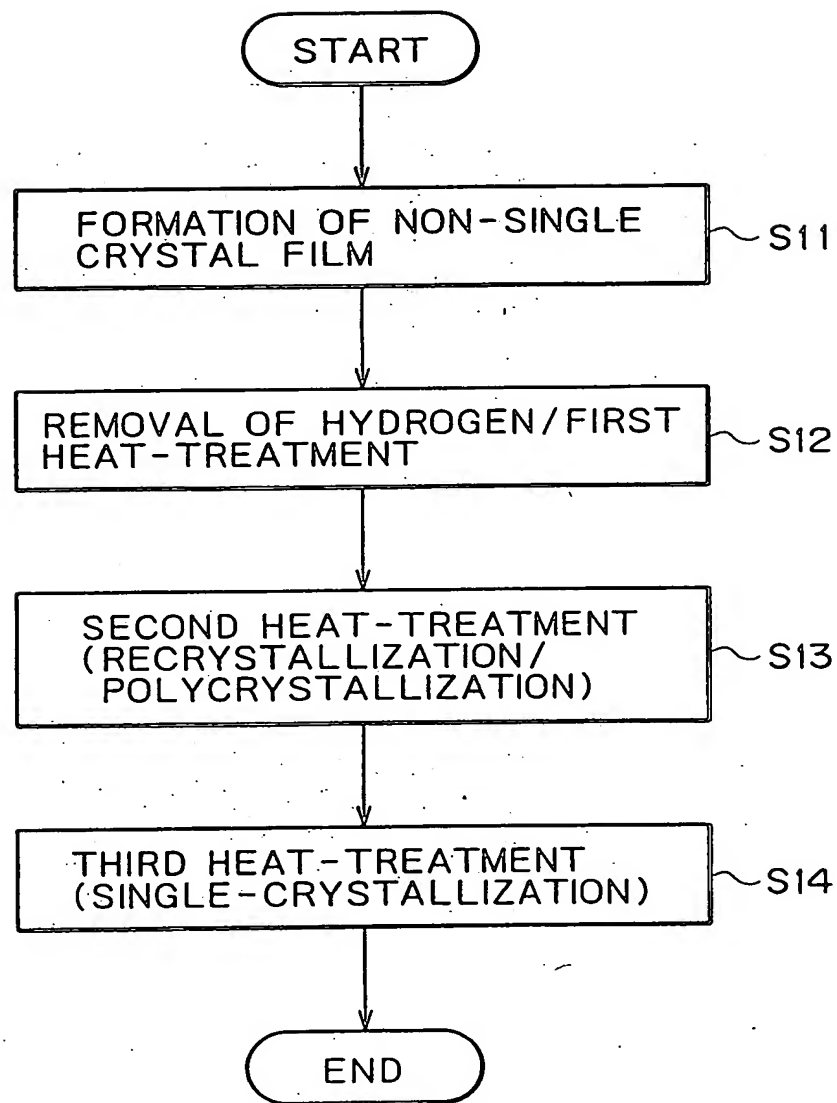 START
FORMATION OF NON-SINGLE
CRYSTAL FILM
S11
REMOVAL OF HYDROGEN/FIRST
HEAT-TREATMENT
S12
SECOND HEAT-TREATMENT
(RECRYSTALLIZATION/
POLYCRYSTALLIZATION)
S13
THIRD HEAT-TREATMENT
(SINGLE-CRYSTALLIZATION)
S14
END